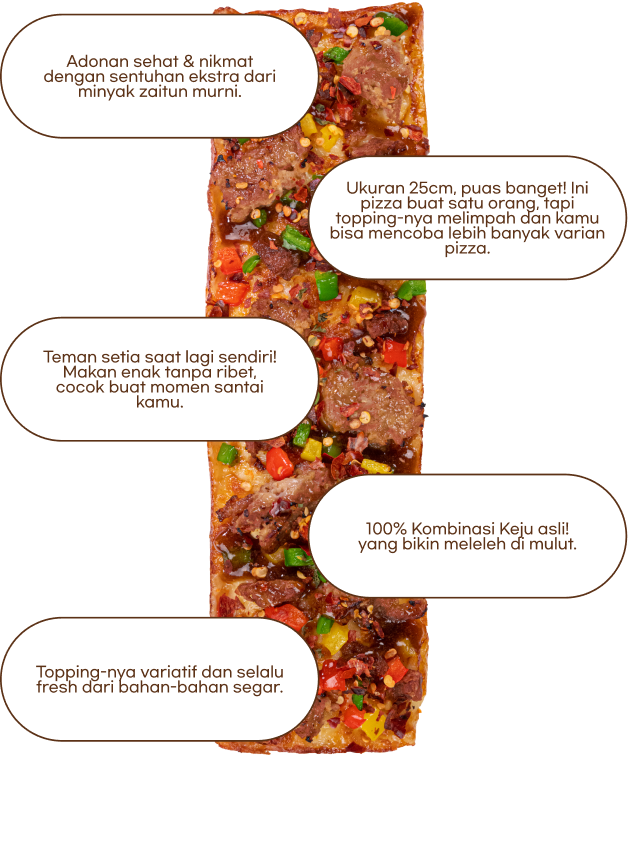 Adonan sehat & nikmat
dengan sentuhan ekstra dari
minyak zaitun murni.
Ukuran 25cm, puas banget! Ini
pizza buat satu orang, tapi
topping-nya melimpah dan kamu
bisa mencoba lebih banyak varian
pizza.
Teman setia saat lagi sendiri!
Makan enak tanpa ribet,
cocok buat momen santai
kamu.
100% Kombinasi Keju asli!
yang bikin meleleh di mulut.
Topping-nya variatif dan selalu
fresh dari bahan-bahan segar.